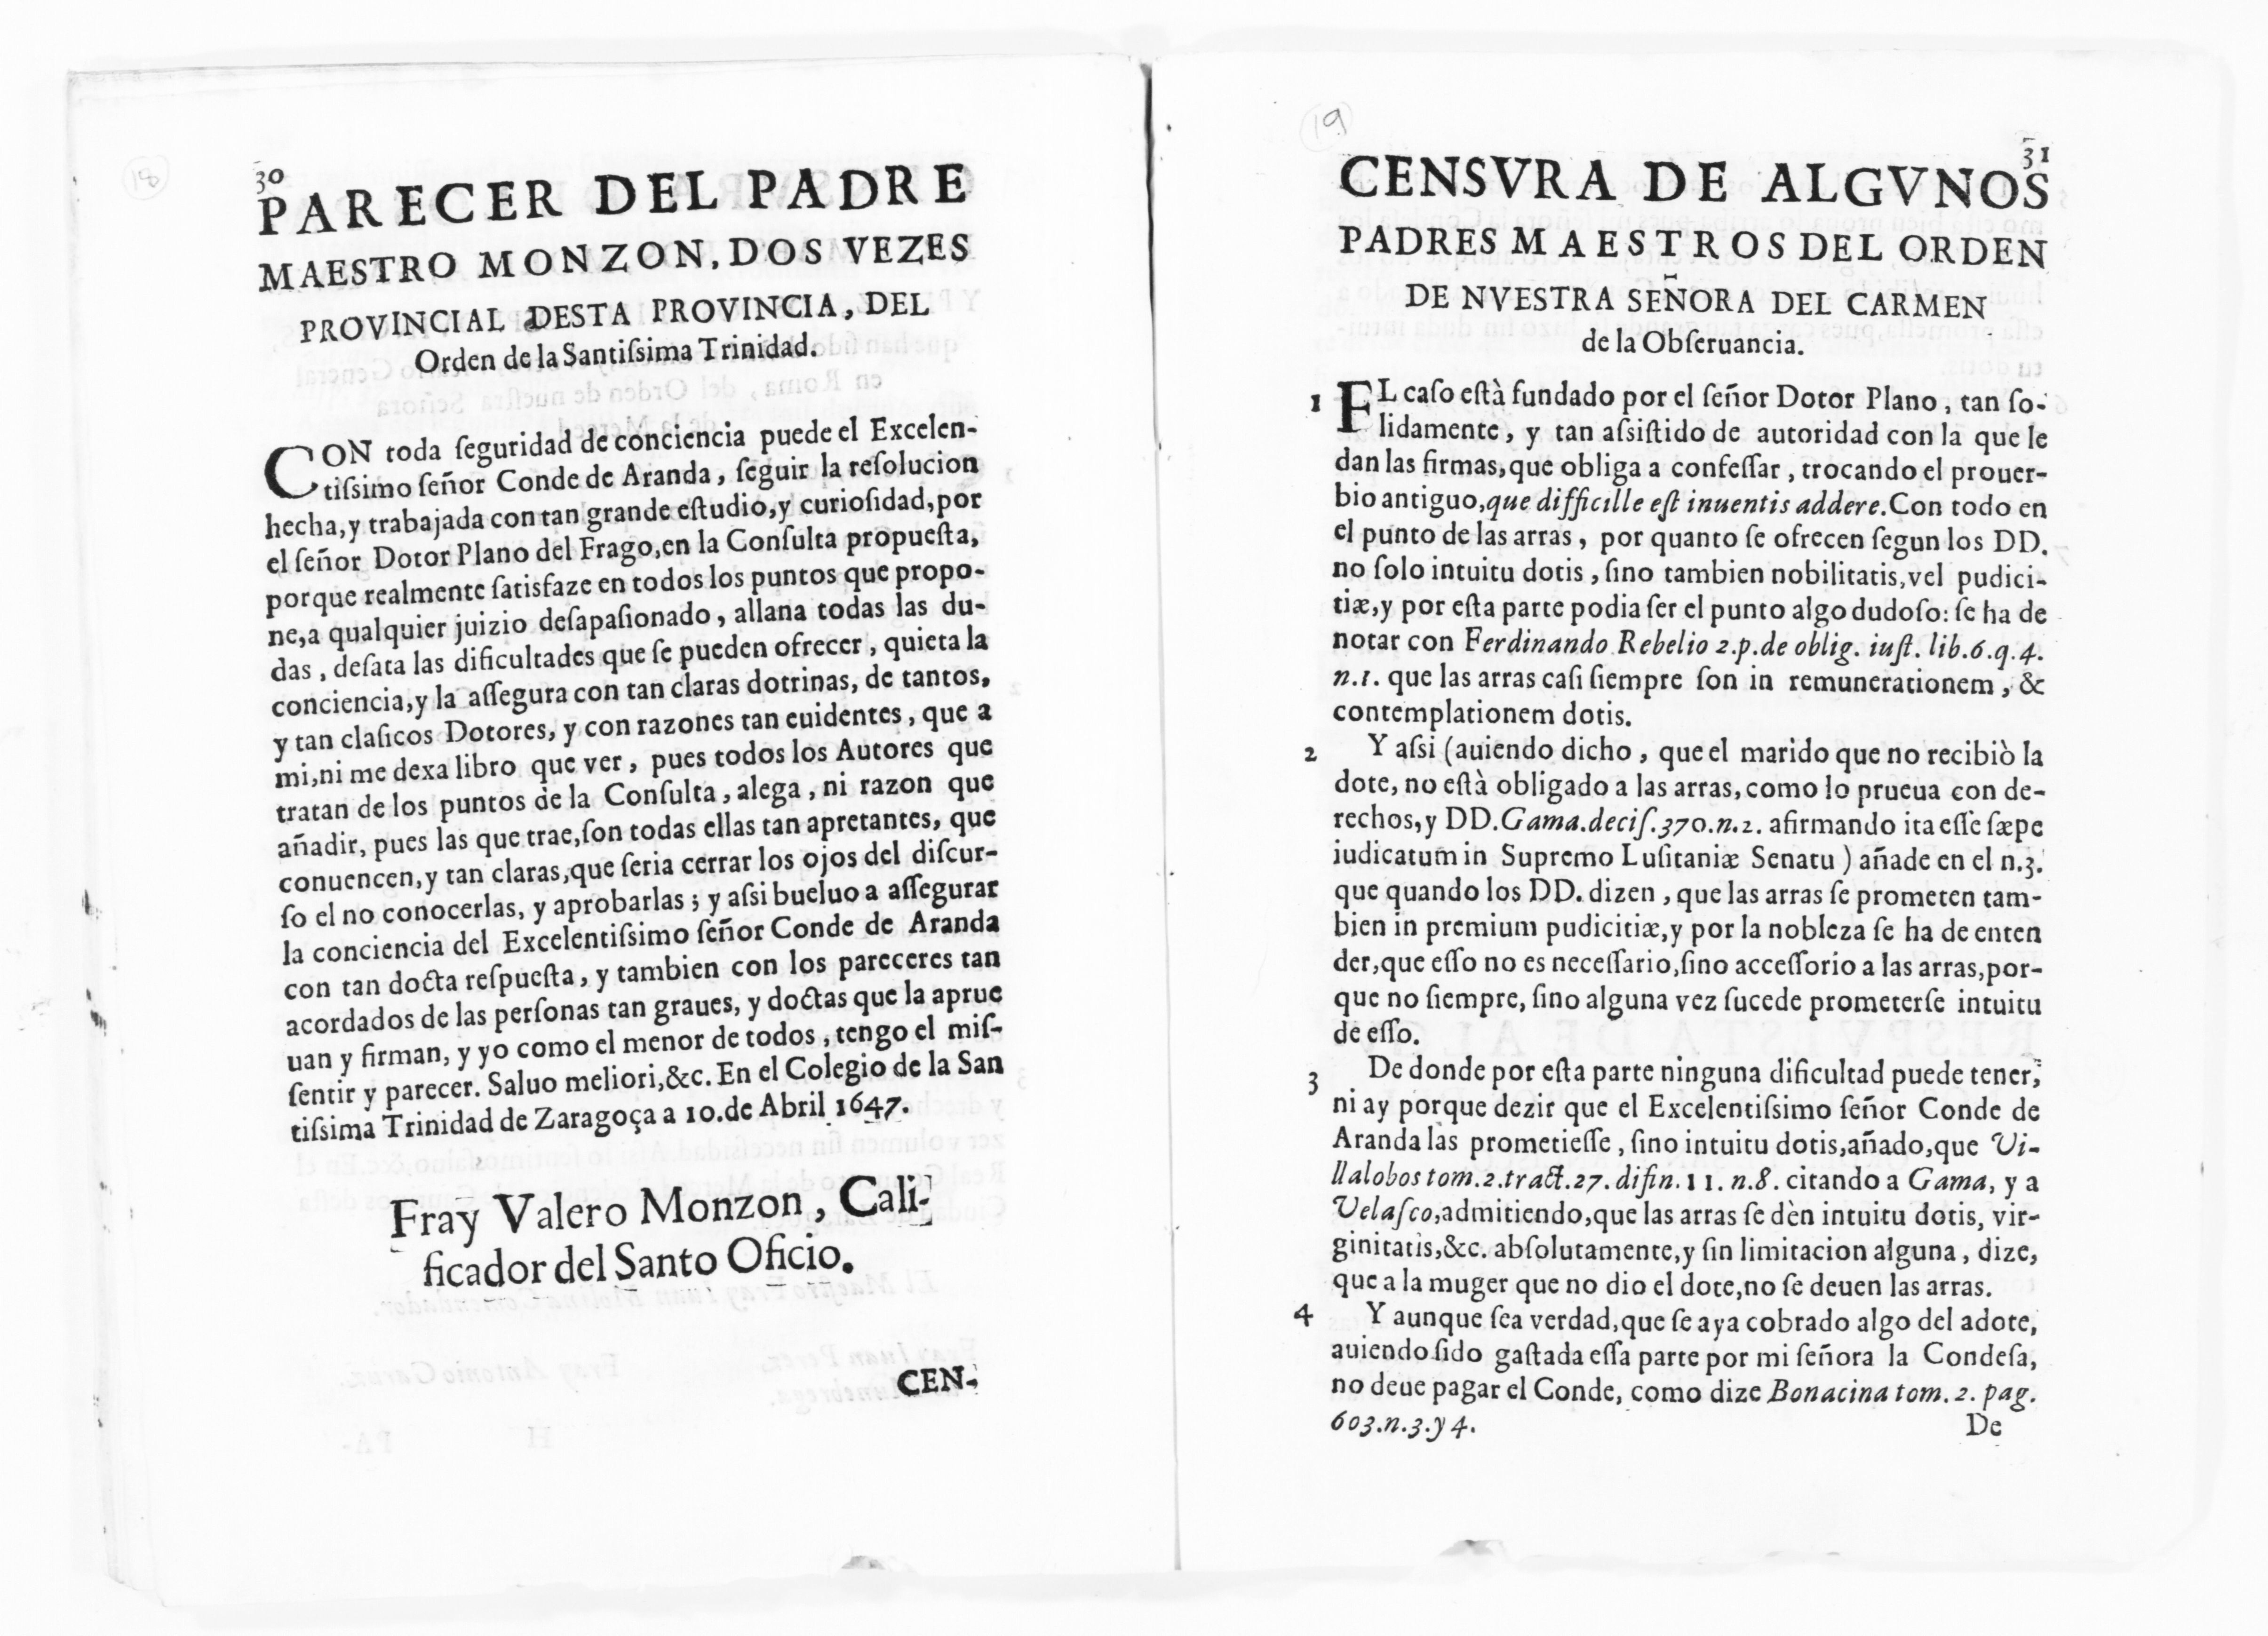 18
30
PARECER DEL PADRE
MAESTRO MONZON, DOS VEZES
PROVINCIAL DESTA PROVINCIA, DEL
Orden de la Santiſsima Trinidad.
CON toda ſeguridad de conciencia puede el Excelen-
tiſsimo ſeñor Conde de Aranda, ſeguir la reſolucion
hecha, y trabajada con tan grande eſtudio, y curioſidad, por
el ſeñor Dotor Plano del Frago, en la Conſulta propueſta,
porque realmente ſatisfaze en todos los puntos que propo-
ne, a qualquier juizio deſapaſionado, allana todas las du-
das, deſata las dificultades que ſe pueden ofrecer, quieta la
conciencia, y la aſſegura con tan claras dotrinas, de tantos,
y tan claſicos Dotores, y con razones tan euidentes, que a
mi, ni me dexa libro que ver, pues todos los Autores que
tratan de los puntos de la Conſulta, alega, ni razon que
añadir, pues las que trae, ſon todas ellas tan apretantes, que
conuencen, y tan claras, que ſeria cerrar los ojos del diſcur-
ſo el no conocerlas, y aprobarlas; y aſsi bueluo a aſſegurar
la conciencia del Excelentiſsimo ſeñor Conde de Aranda
con tan docta reſpueſta, y tambien con los pareceres tan
acordados de las perſonas tan graues, y doctas que la aprue
uan y firman, y yo como el menor de todos, tengo el miſ-
ſentir y parecer. Saluo meliori, &c. En el Colegio de la San
tiſsima Trinidad de Zaragoça a 10. de Abril 1647.
Fray Valero Monzon, Cali-
ficador del Santo Oficio.
CEN-
19
31
CENSVRA DE ALGVNOS
PADRES MAESTROS DEL ORDEN
DE NVESTRA SEÑORA DEL CARMEN
de la Obſeruancia.
1 EL caſo eſtà fundado por el ſeñor Dotor Plano, tan ſo-
lidamente, y tan aſsiſtido de autoridad con la que le
dan las firmas, que obliga a confeſſar, trocando el prouer-
bio antiguo, que difficille eſt inuentis addere. Con todo en
el punto de las arras, por quanto ſe ofrecen ſegun los DD.
no ſolo intuitu dotis, ſino tambien nobilitatis, vel pudici-
tiæ, y por eſta parte podia ſer el punto algo dudoſo: ſe ha de
notar con Ferdinando Rebelio 2. p. de oblig. iuſt. lib. 6. q. 4.
n. 1. que las arras caſi ſiempre ſon in remunerationem, &
contemplationem dotis.
2 Y aſsi (auiendo dicho, que el marido que no recibiò la
dote, no eſtà obligado a las arras, como lo prueua con de-
rechos, y DD. Gama. deciſ. 370. n. 2. afirmando ita eſſe ſæpe
iudicatum in Supremo Luſitaniæ Senatu) añade en el n. 3.
que quando los DD. dizen, que las arras ſe prometen tam-
bien in premium pudicitiæ, y por la nobleza ſe ha de enten
der, que eſſo no es neceſſario, ſino acceſſorio a las arras, por-
que no ſiempre, ſino alguna vez ſucede prometerſe intuitu
de eſſo.
3 De donde por eſta parte ninguna dificultad puede tener,
ni ay porque dezir que el Excelentiſsimo ſeñor Conde de
Aranda las prometieſſe, ſino intuitu dotis, añado, que Vi-
llalobos tom. 2. tract. 27. difin. 11. n. 8. citando a Gama, y a
Velaſco, admitiendo, que las arras ſe dèn intuitu dotis, vir-
ginitatis, &c. abſolutamente, y ſin limitacion alguna, dize,
que a la muger que no dio el dote, no ſe deuen las arras.
4 Y aunque ſea verdad, que ſe aya cobrado algo del adote,
auiendo ſido gaſtada eſſa parte por mi ſeñora la Condeſa,
no deue pagar el Conde, como dize Bonacina tom. 2. pag.
603. n. 3. y 4.
De